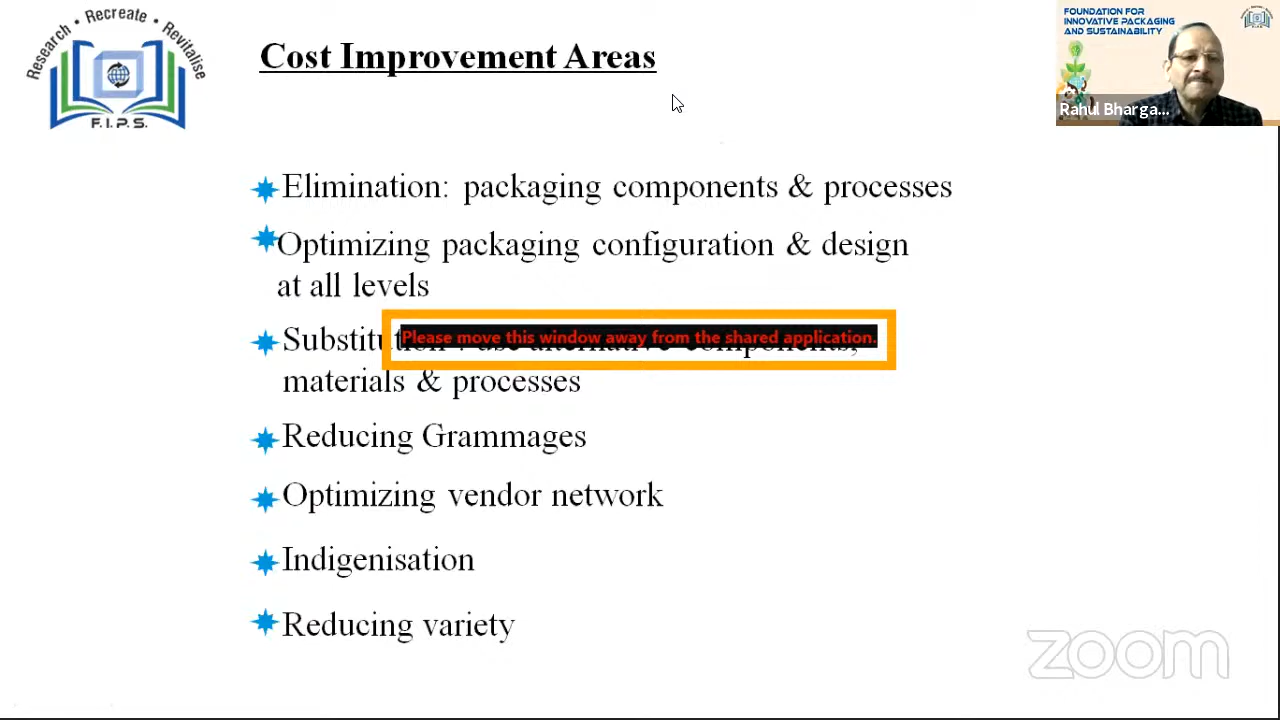 Research • Recreate • Revitalise
F.I.P.S.
Cost Improvement Areas
FOUNDATION FOR
INNOVATIVE PACKAGING
AND SUSTAINABILITY
Rahul Bharga...
Elimination: packaging components & processes
Optimizing packaging configuration & design
at all levels
Substitution : use alternative components,
Please move this window away from the shared application.
materials & processes
Reducing Grammages
Optimizing vendor network
Indigenisation
Reducing variety
zoom